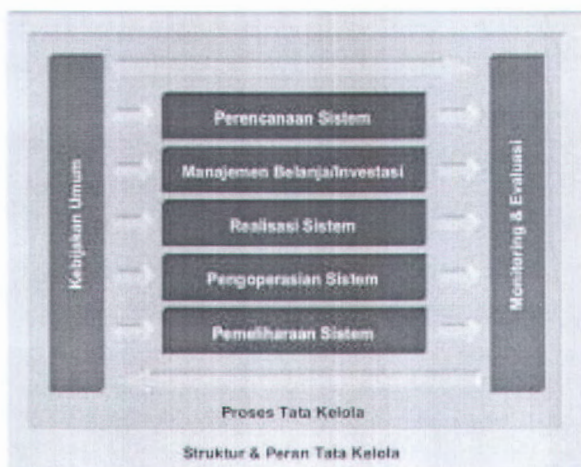 Kebijakan Umum
Perencanaan Sistem
Manajemen Belanja/Investasi
Realisasi Sistem
Pengoperasian Sistem
Pemeliharaan Sistem
Monitoring & Evaluasi
Proses Tata Kelola
Struktur & Peran Tata Kelola